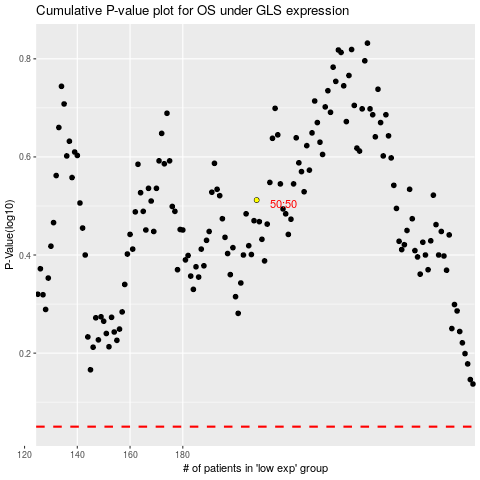 Cumulative P-value plot for OS under GLS expression
P-Value(log10)
0.8
0.6
0.4
0.2
50:50
120 140 160 180
# of patients in 'low exp' group